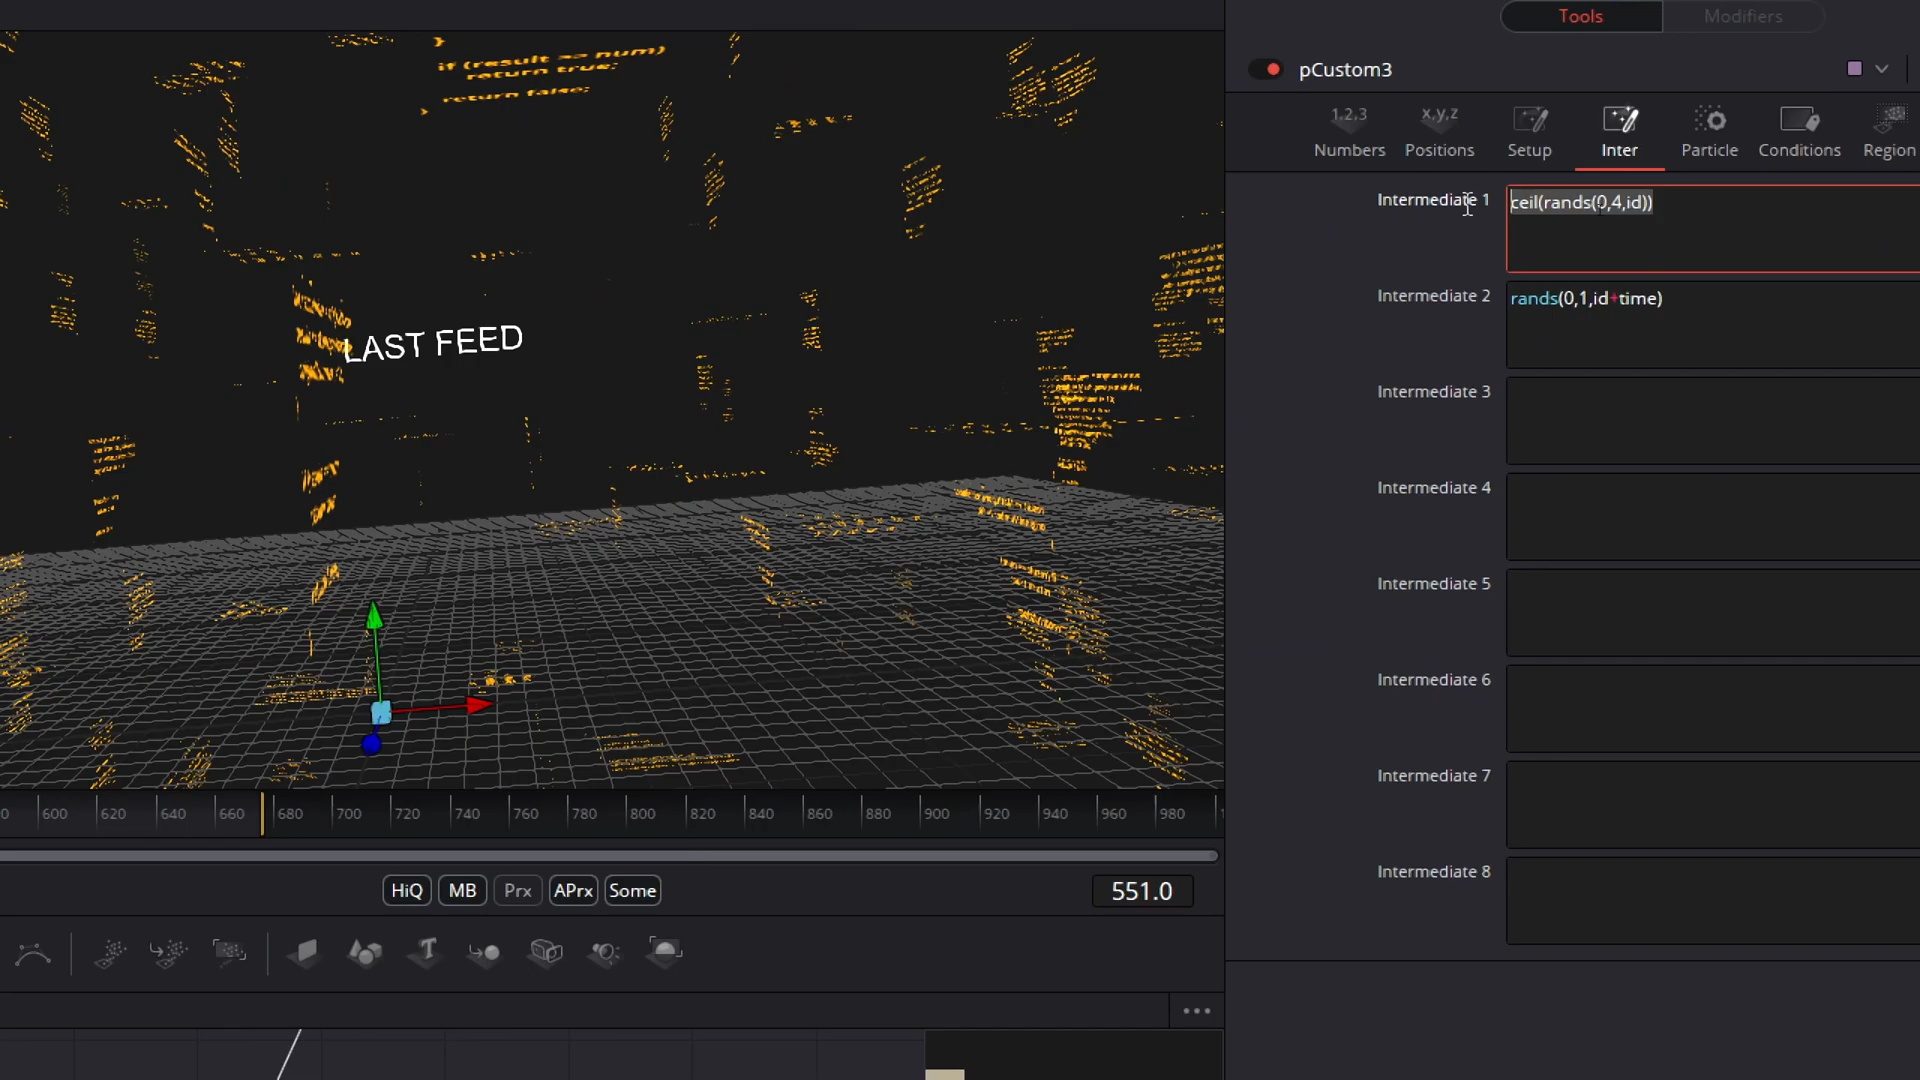 Tools
Modifiers
pCustom3
1,2,3
x,y,z
Numbers
Positions
Setup
Inter
Particle
Conditions
Region
Intermediate 1
ceil(rands(0,4,id))
Intermediate 2
rands(0,1,id+time)
Intermediate 3
Intermediate 4
Intermediate 5
Intermediate 6
Intermediate 7
Intermediate 8
}
if (result == num)
return true;
return false;
}
LAST FEED
0 600 620 640 660 680 700 720 740 760 780 800 820 840 860 880 900 920 940 960 980
HiQ MB Prx APrx Some
551.0